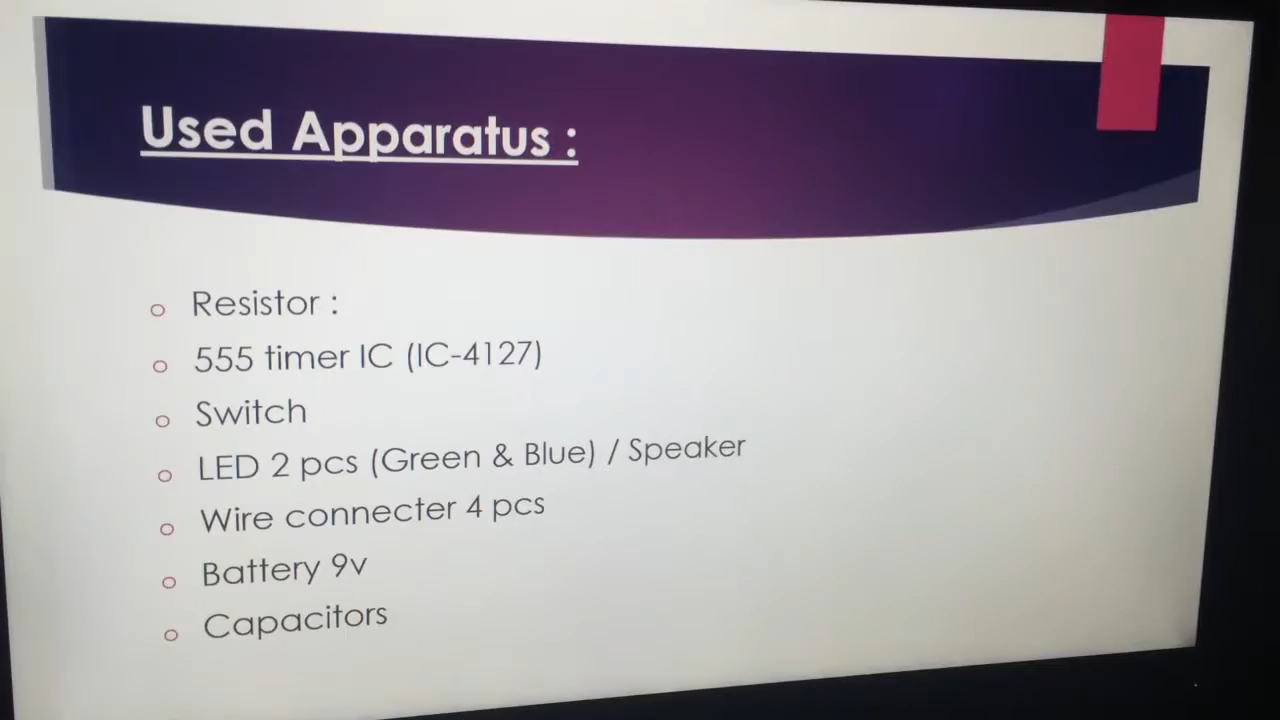 Used Apparatus :
Resistor :
555 timer IC (IC-4127)
Switch
LED 2 pcs (Green & Blue) / Speaker
Wire connecter 4 pcs
Battery 9v
Capacitors